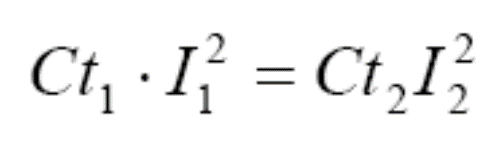 Ct₁ · I₁² = Ct₂I₂²